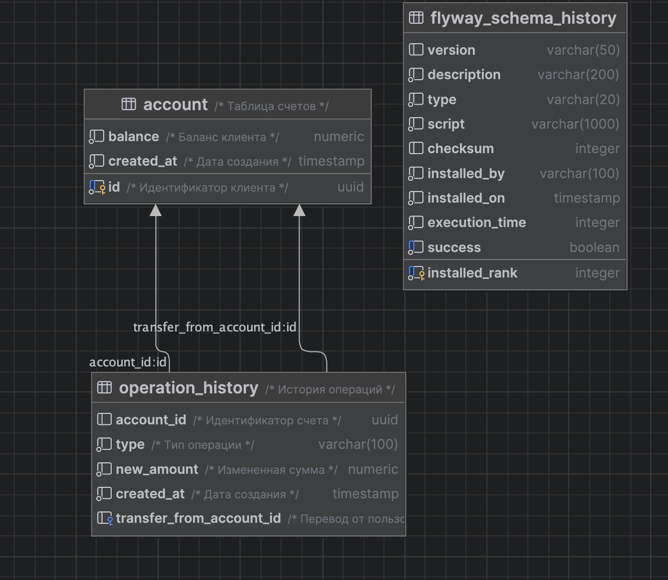 flyway_schema_history
version varchar(50)
description varchar(200)
type varchar(20)
script varchar(1000)
checksum integer
installed_by varchar(100)
installed_on timestamp
execution_time integer
success boolean
installed_rank integer
account /* Таблица счетов */
balance /* Баланс клиента */ numeric
created_at /* Дата создания */ timestamp
id /* Идентификатор клиента */ uuid
transfer_from_account_id:id
account_id:id
operation_history /* История операций */
account_id /* Идентификатор счета */ uuid
type /* Тип операции */ varchar(100)
new_amount /* Измененная сумма */ numeric
created_at /* Дата создания */ timestamp
transfer_from_account_id /* Перевод от